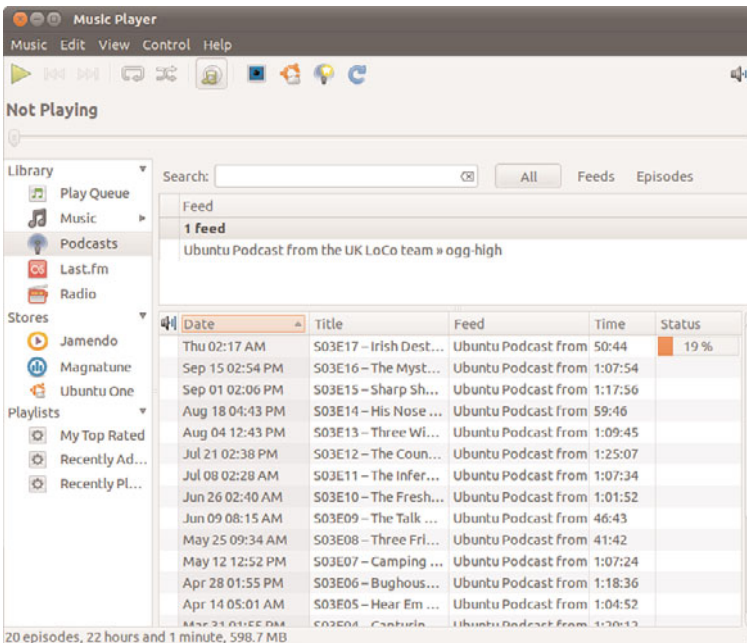 Music Player
Music Edit View Control Help
Not Playing
Library
Play Queue
Music
Podcasts
Last.fm
Radio
Stores
Jamendo
Magnatune
Ubuntu One
Playlists
My Top Rated
Recently Ad...
Recently Pl...
Search: All Feeds Episodes
Feed
1 feed
Ubuntu Podcast from the UK LoCo team » ogg-high
Date Title Feed Time Status
Thu 02:17 AM S03E17 – Irish Dest... Ubuntu Podcast from 50:44 19 %
Sep 15 02:54 PM S03E16 – The Myst... Ubuntu Podcast from 1:07:54
Sep 01 02:06 PM S03E15 – Sharp Sh... Ubuntu Podcast from 1:17:56
Aug 18 04:43 PM S03E14 – His Nose ... Ubuntu Podcast from 59:46
Aug 04 12:43 PM S03E13 – Three Wi... Ubuntu Podcast from 1:09:45
Jul 21 02:38 PM S03E12 – The Coun... Ubuntu Podcast from 1:25:07
Jul 08 02:28 AM S03E11 – The Infer... Ubuntu Podcast from 1:07:34
Jun 26 02:40 AM S03E10 – The Fresh... Ubuntu Podcast from 1:01:52
Jun 09 08:15 AM S03E09 – The Talk ... Ubuntu Podcast from 46:43
May 25 09:34 AM S03E08 – Three Fri... Ubuntu Podcast from 41:42
May 12 12:52 PM S03E07 – Camping ... Ubuntu Podcast from 1:07:24
Apr 28 01:55 PM S03E06 – Bughous... Ubuntu Podcast from 1:18:36
Apr 14 05:01 AM S03E05 – Hear Em ... Ubuntu Podcast from 1:04:52
Mar 31 01:55 PM S03E04 Ubuntu Podcast from
20 episodes, 22 hours and 1 minute, 598.7 MB